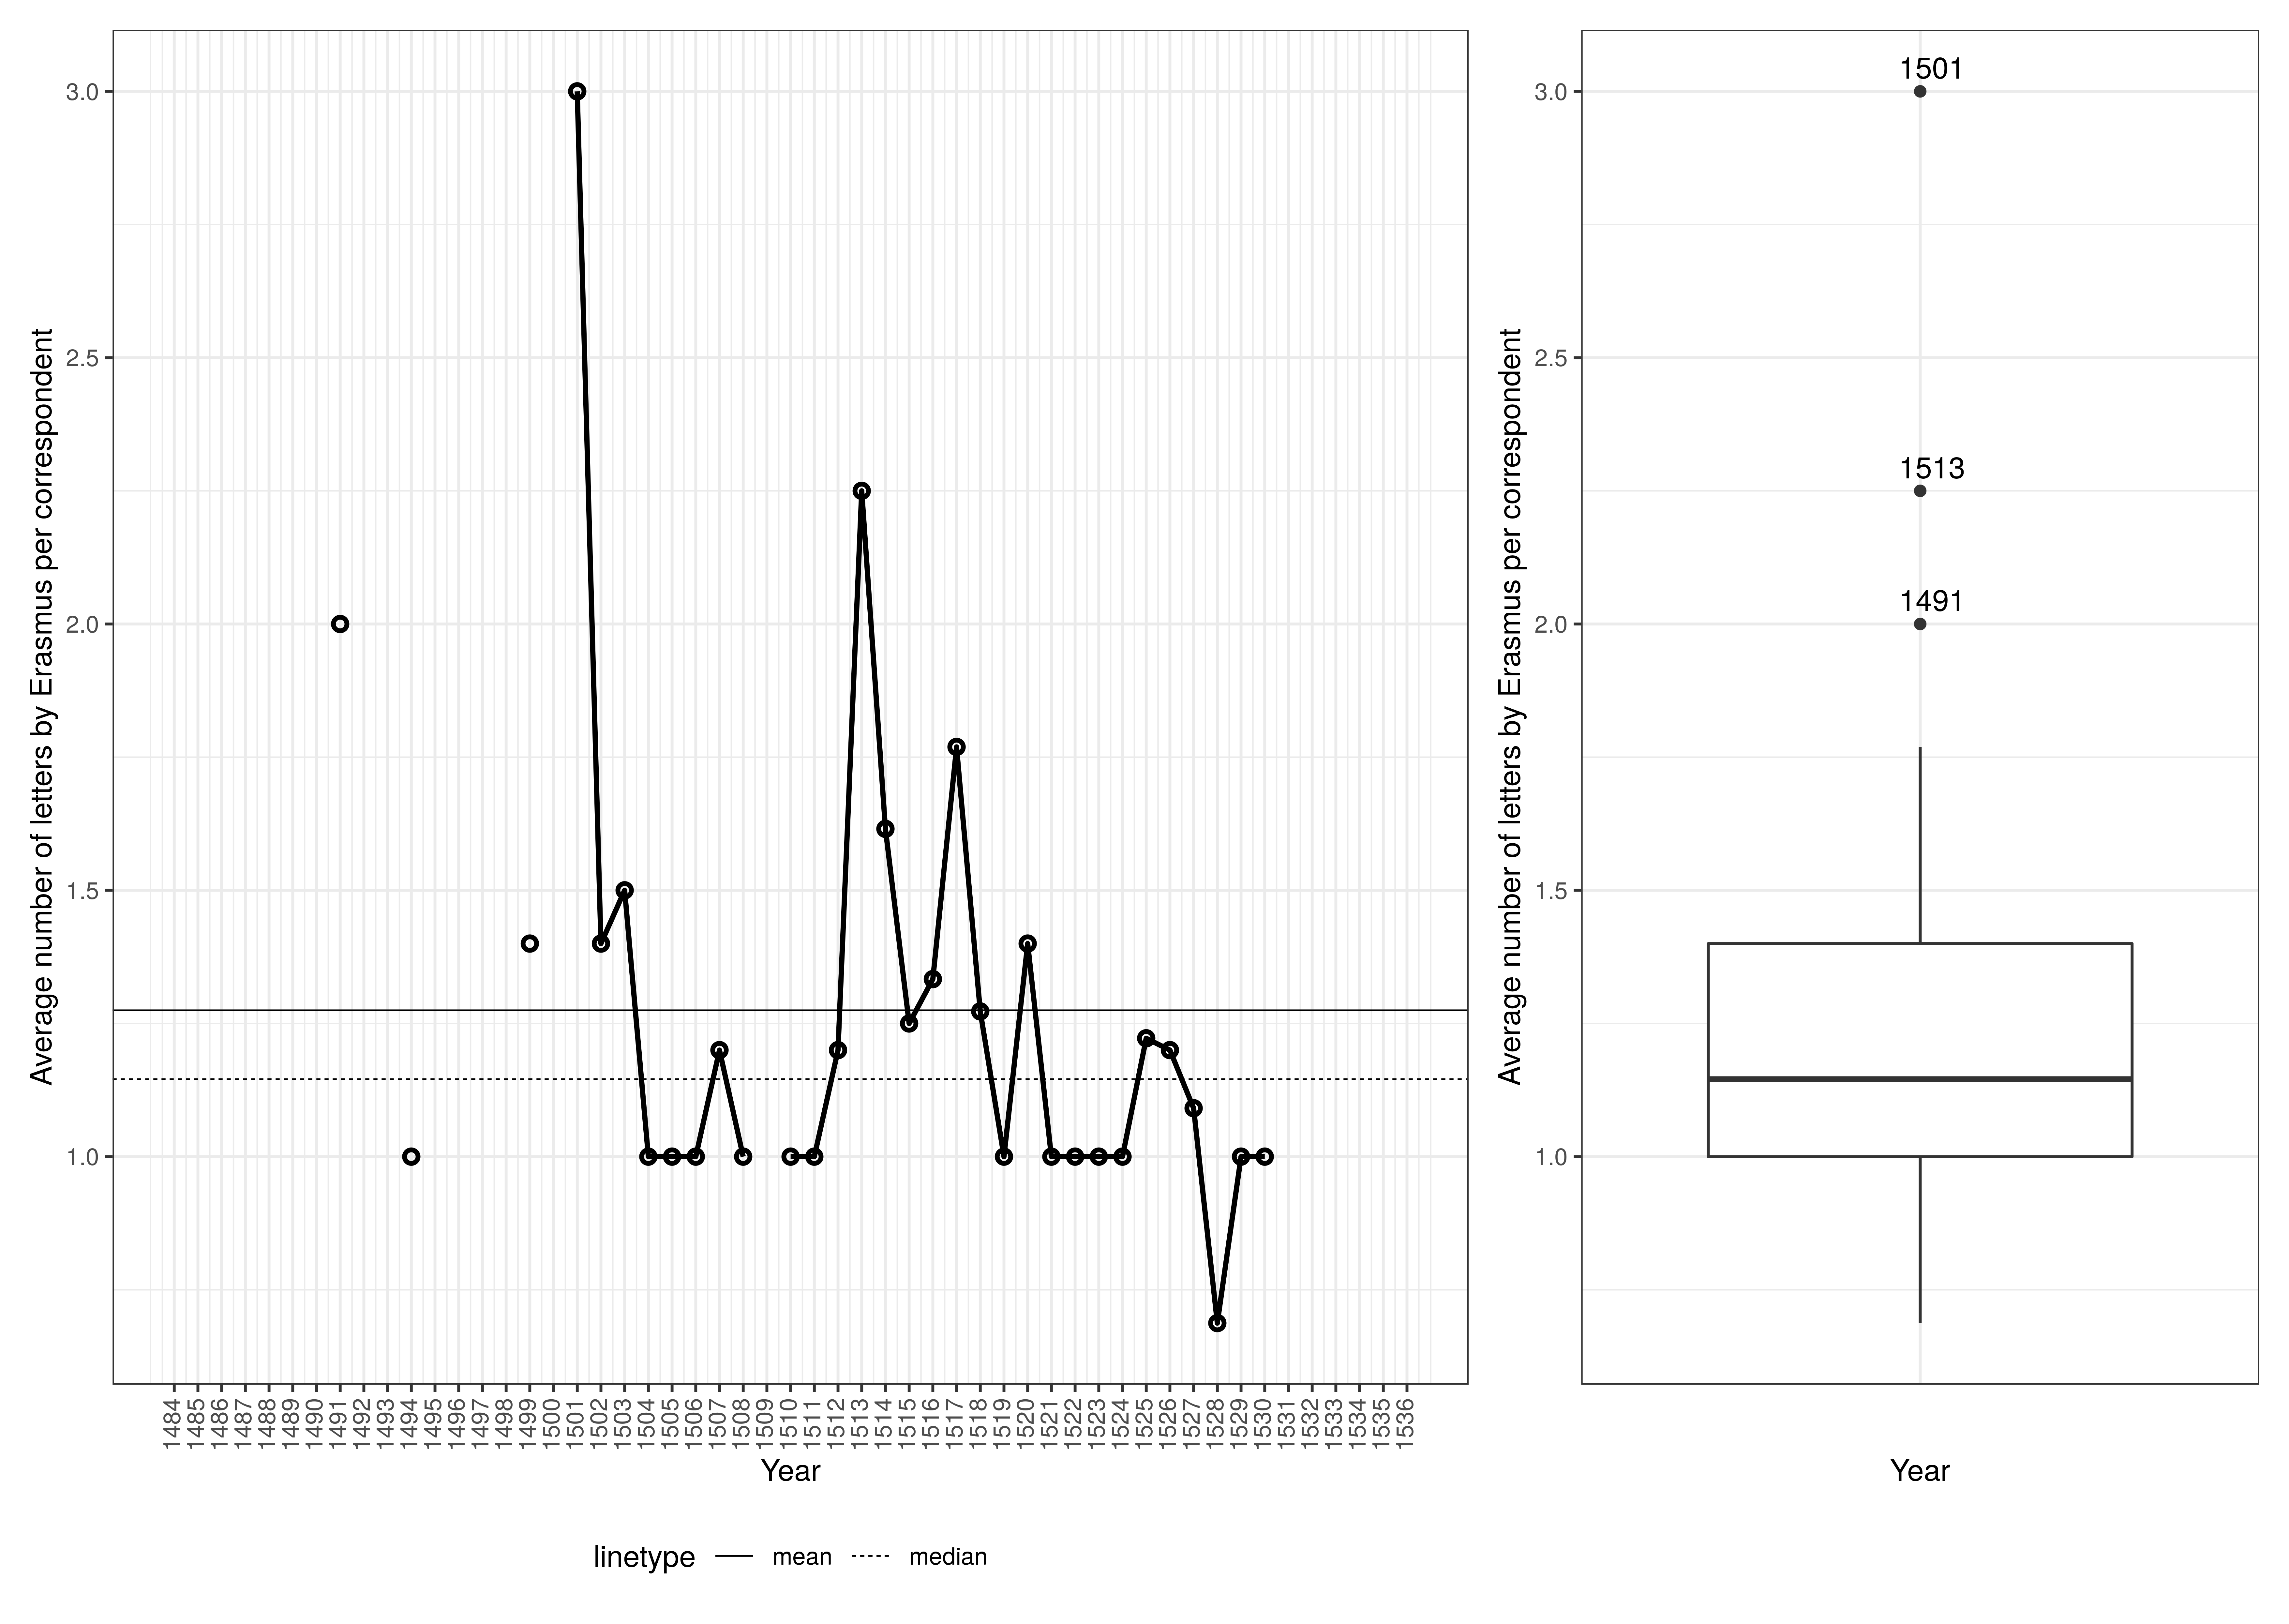 Average number of letters by Erasmus per correspondent
3.0
2.5
2.0
1.5
1.0
1484 1485 1486 1487 1488 1489 1490 1491 1492 1493 1494 1495 1496 1497 1498 1499 1500 1501 1502 1503 1504 1505 1506 1507 1508 1509 1510 1511 1512 1513 1514 1515 1516 1517 1518 1519 1520 1521 1522 1523 1524 1525 1526 1527 1528 1529 1530 1531 1532 1533 1534 1535 1536
Year
linetype mean median
Average number of letters by Erasmus per correspondent
3.0
2.5
2.0
1.5
1.0
1501
1513
1491
Year